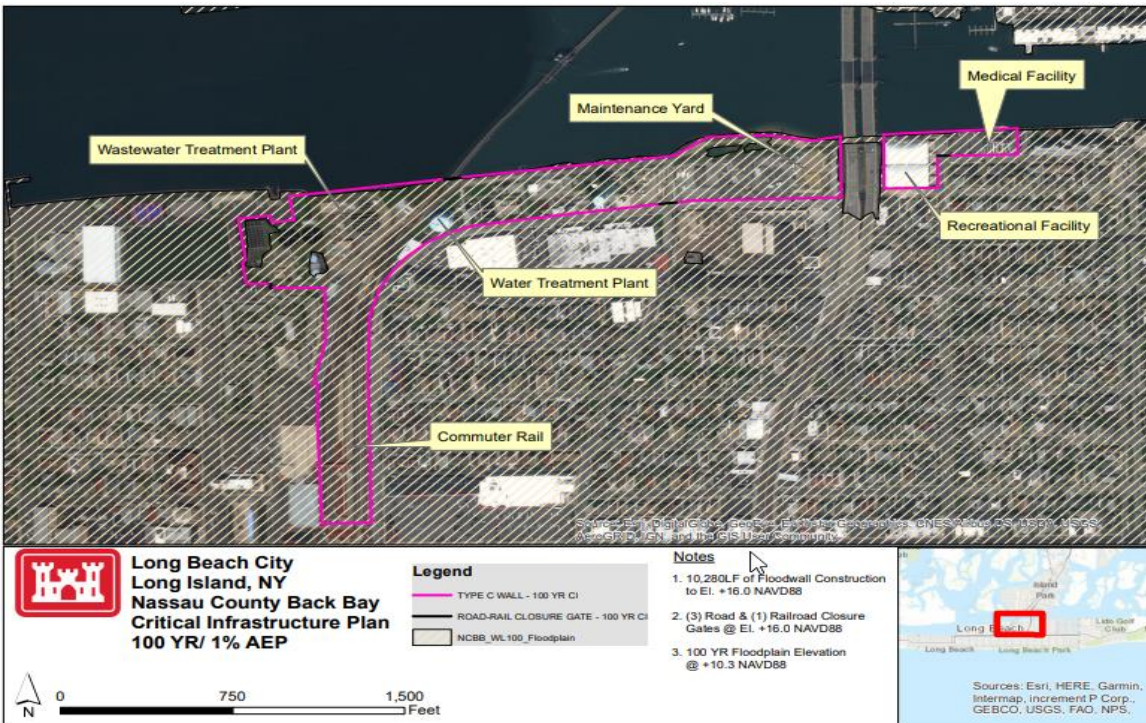 Medical Facility
Maintenance Yard
Wastewater Treatment Plant
Recreational Facility
Water Treatment Plant
Commuter Rail
Long Beach City
Long Island, NY
Nassau County Back Bay
Critical Infrastructure Plan
100 YR/ 1% AEP
N
0 750 1,500
Feet
Legend
TYPE C WALL - 100 YR CI
ROAD-RAIL CLOSURE GATE - 100 YR CI
NCBB_WL100_Floodplain
Notes
1. 10,280LF of Floodwall Construction
to El. +16.0 NAVD88
2. (3) Road & (1) Railroad Closure
Gates @ El. +16.0 NAVD88
3. 100 YR Floodplain Elevation
@ +10.3 NAVD88
Island
Park
Long Beach
Lido Golf
Club
Long Beach
Long Beach Park
Sources: Esri, HERE, Garmin,
Intermap, increment P Corp.,
GEBCO, USGS, FAO, NPS,